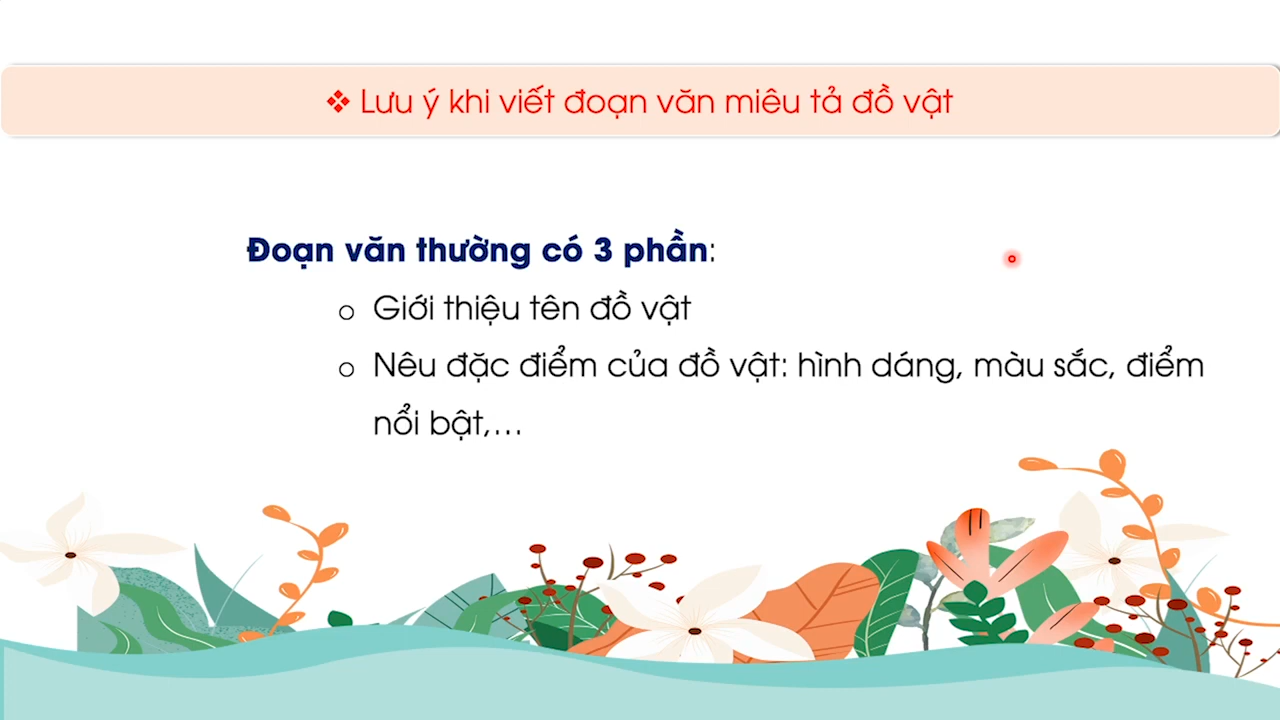 ❖ Lưu ý khi viết đoạn văn miêu tả đồ vật
Đoạn văn thường có 3 phần:
o Giới thiệu tên đồ vật
o Nêu đặc điểm của đồ vật: hình dáng, màu sắc, điểm
nổi bật,...